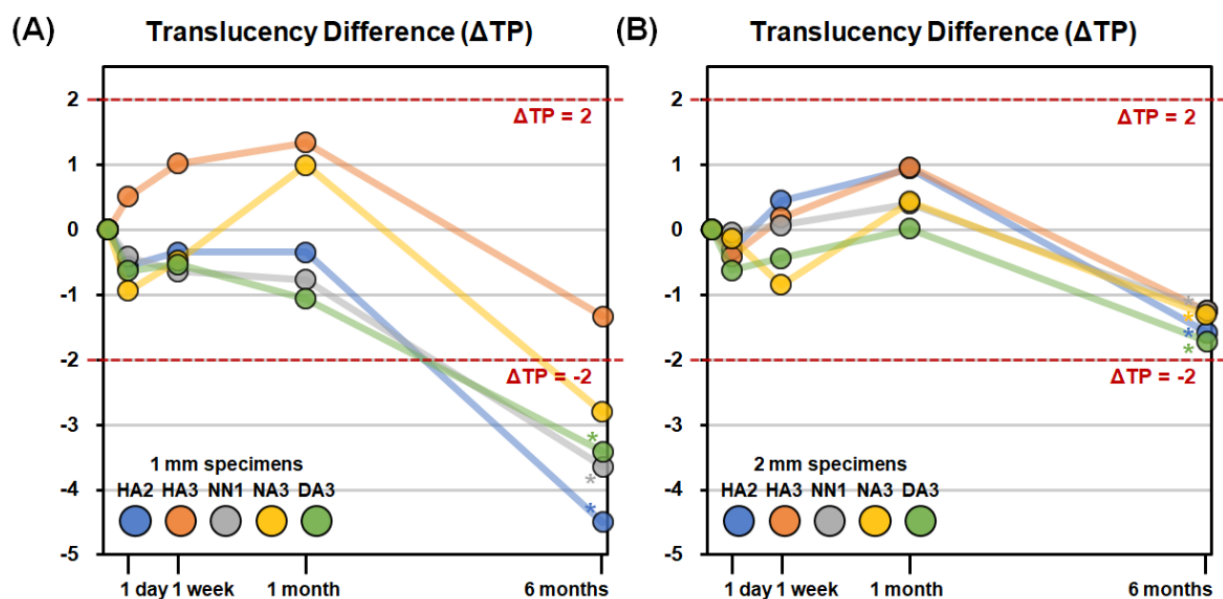 (A) Translucency Difference (ΔTP)
2
ΔTP = 2
1
0
-1
-2
ΔTP = -2
-3
*
*
-4
*
-5
1 mm specimens
HA2 HA3 NN1 NA3 DA3
1 day 1 week 1 month 6 months
(B) Translucency Difference (ΔTP)
2
ΔTP = 2
1
0
-1
*
*
*
*
-2
ΔTP = -2
-3
-4
-5
2 mm specimens
HA2 HA3 NN1 NA3 DA3
1 day 1 week 1 month 6 months